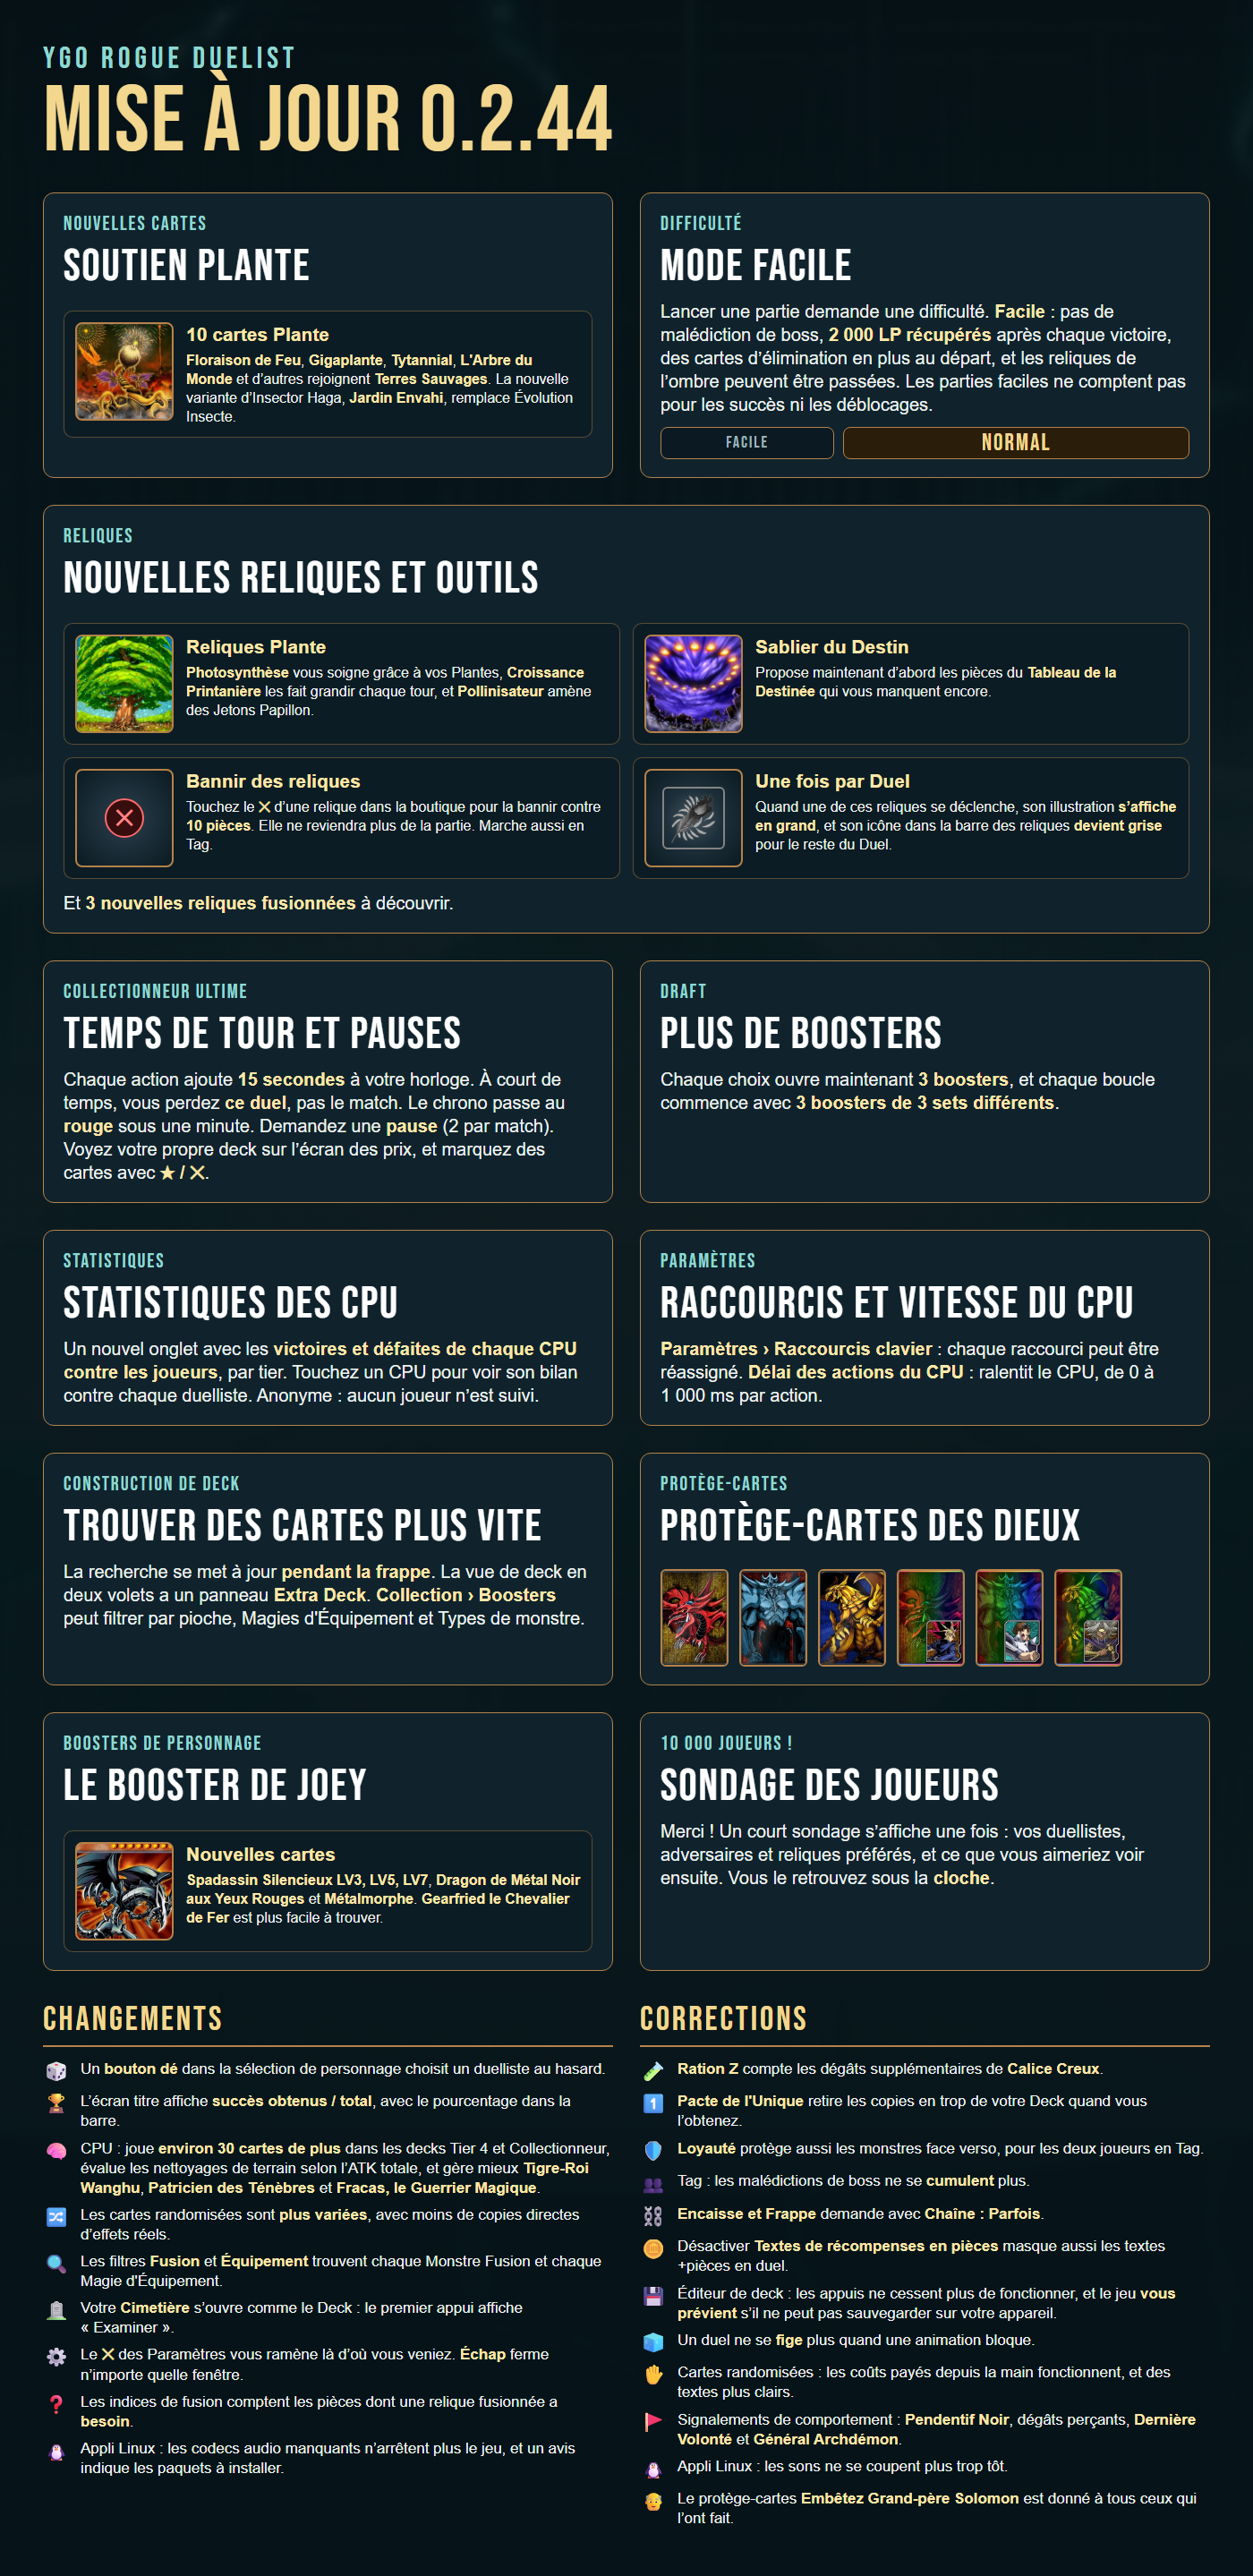 YGO ROGUE DUELIST
MISE À JOUR 0.2.44
NOUVELLES CARTES
SOUTIEN PLANTE
10 cartes Plante
Floraison de Feu, Gigaplante, Tytannial, L'Arbre du
Monde et d’autres rejoignent Terres Sauvages. La nouvelle
variante d’Insector Haga, Jardin Envahi, remplace Évolution
Insecte.
DIFFICULTÉ
MODE FACILE
Lancer une partie demande une difficulté. Facile : pas de
malédiction de boss, 2 000 LP récupérés après chaque victoire,
des cartes d’élimination en plus au départ, et les reliques de
l’ombre peuvent être passées. Les parties faciles ne comptent pas
pour les succès ni les déblocages.
FACILE
NORMAL
RELIQUES
NOUVELLES RELIQUES ET OUTILS
Reliques Plante
Photosynthèse vous soigne grâce à vos Plantes, Croissance
Printanière les fait grandir chaque tour, et Pollinisateur amène
des Jetons Papillon.
Sablier du Destin
Propose maintenant d’abord les pièces du Tableau de la
Destinée qui vous manquent encore.
Bannir des reliques
Touchez le ✕ d’une relique dans la boutique pour la bannir contre
10 pièces. Elle ne reviendra plus de la partie. Marche aussi en
Tag.
Une fois par Duel
Quand une de ces reliques se déclenche, son illustration s’affiche
en grand, et son icône dans la barre des reliques devient grise
pour le reste du Duel.
Et 3 nouvelles reliques fusionnées à découvrir.
COLLECTIONNEUR ULTIME
TEMPS DE TOUR ET PAUSES
Chaque action ajoute 15 secondes à votre horloge. À court de
temps, vous perdez ce duel, pas le match. Le chrono passe au
rouge sous une minute. Demandez une pause (2 par match).
Voyez votre propre deck sur l’écran des prix, et marquez des
cartes avec ★ / ✕.
DRAFT
PLUS DE BOOSTERS
Chaque choix ouvre maintenant 3 boosters, et chaque boucle
commence avec 3 boosters de 3 sets différents.
STATISTIQUES
STATISTIQUES DES CPU
Un nouvel onglet avec les victoires et défaites de chaque CPU
contre les joueurs, par tier. Touchez un CPU pour voir son bilan
contre chaque duelliste. Anonyme : aucun joueur n’est suivi.
PARAMÈTRES
RACCOURCIS ET VITESSE DU CPU
Paramètres › Raccourcis clavier : chaque raccourci peut être
réassigné. Délai des actions du CPU : ralentit le CPU, de 0 à
1 000 ms par action.
CONSTRUCTION DE DECK
TROUVER DES CARTES PLUS VITE
La recherche se met à jour pendant la frappe. La vue de deck en
deux volets a un panneau Extra Deck. Collection › Boosters
peut filtrer par pioche, Magies d'Équipement et Types de monstre.
PROTÈGE-CARTES
PROTÈGE-CARTES DES DIEUX
BOOSTERS DE PERSONNAGE
LE BOOSTER DE JOEY
Nouvelles cartes
Spadassin Silencieux LV3, LV5, LV7, Dragon de Métal Noir
aux Yeux Rouges et Métalmorphe. Gearfried le Chevalier
de Fer est plus facile à trouver.
10 000 JOUEURS !
SONDAGE DES JOUEURS
Merci ! Un court sondage s’affiche une fois : vos duellistes,
adversaires et reliques préférés, et ce que vous aimeriez voir
ensuite. Vous le retrouvez sous la cloche.
CHANGEMENTS
Un bouton dé dans la sélection de personnage choisit un duelliste au hasard.
L’écran titre affiche succès obtenus / total, avec le pourcentage dans la
barre.
CPU : joue environ 30 cartes de plus dans les decks Tier 4 et Collectionneur,
évalue les nettoyages de terrain selon l’ATK totale, et gère mieux Tigre-Roi
Wanghu, Patricien des Ténèbres et Fracas, le Guerrier Magique.
Les cartes randomisées sont plus variées, avec moins de copies directes
d’effets réels.
Les filtres Fusion et Équipement trouvent chaque Monstre Fusion et chaque
Magie d'Équipement.
Votre Cimetière s’ouvre comme le Deck : le premier appui affiche
« Examiner ».
Le ✕ des Paramètres vous ramène là d’où vous veniez. Échap ferme
n’importe quelle fenêtre.
Les indices de fusion comptent les pièces dont une relique fusionnée a
besoin.
Appli Linux : les codecs audio manquants n’arrêtent plus le jeu, et un avis
indique les paquets à installer.
CORRECTIONS
Ration Z compte les dégâts supplémentaires de Calice Creux.
1 Pacte de l'Unique retire les copies en trop de votre Deck quand vous
l’obtenez.
Loyauté protège aussi les monstres face verso, pour les deux joueurs en Tag.
Tag : les malédictions de boss ne se cumulent plus.
Encaisse et Frappe demande avec Chaîne : Parfois.
Désactiver Textes de récompenses en pièces masque aussi les textes
+pièces en duel.
Éditeur de deck : les appuis ne cessent plus de fonctionner, et le jeu vous
prévient s’il ne peut pas sauvegarder sur votre appareil.
Un duel ne se fige plus quand une animation bloque.
Cartes randomisées : les coûts payés depuis la main fonctionnent, et des
textes plus clairs.
Signalements de comportement : Pendentif Noir, dégâts perçants, Dernière
Volonté et Général Archdémon.
Appli Linux : les sons ne se coupent plus trop tôt.
Le protège-cartes Embêtez Grand-père Solomon est donné à tous ceux qui
l’ont fait.